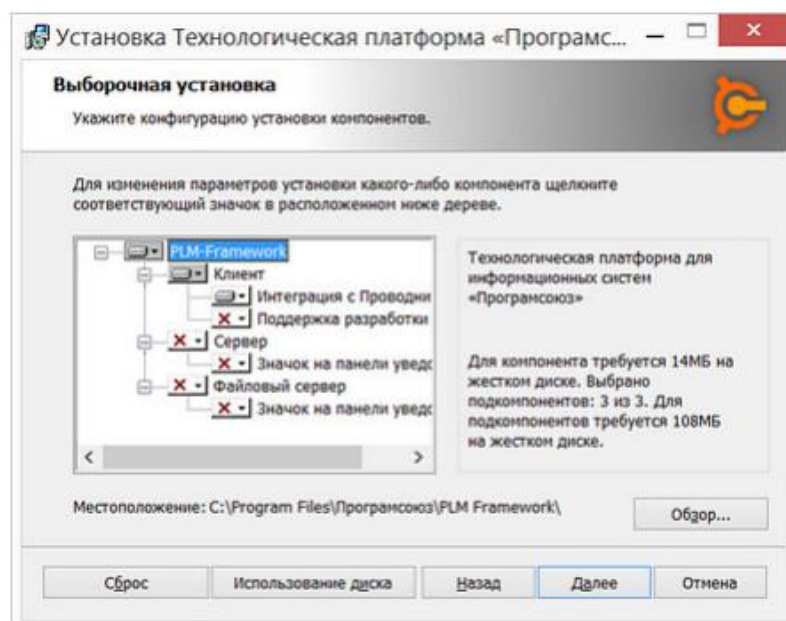 Установка Технологическая платформа «Програмс...
Выборочная установка
Укажите конфигурацию установки компонентов.
Для изменения параметров установки какого-либо компонента щелкните
соответствующий значок в расположенном ниже дереве.
PLM-Framework
Клиент
Интеграция с Проводни
Поддержка разработки
Сервер
Значок на панели уведо
Файловый сервер
Значок на панели уведо
Технологическая платформа для
информационных систем
«Програмсоюз»
Для компонента требуется 14МБ на
жестком диске. Выбрано
подкомпонентов: 3 из 3. Для
подкомпонентов требуется 108МБ
на жестком диске.
Местоположение: C:\Program Files\Програмсоюз\PLM Framework\
Обзор...
Сброс
Использование диска
Назад
Далее
Отмена